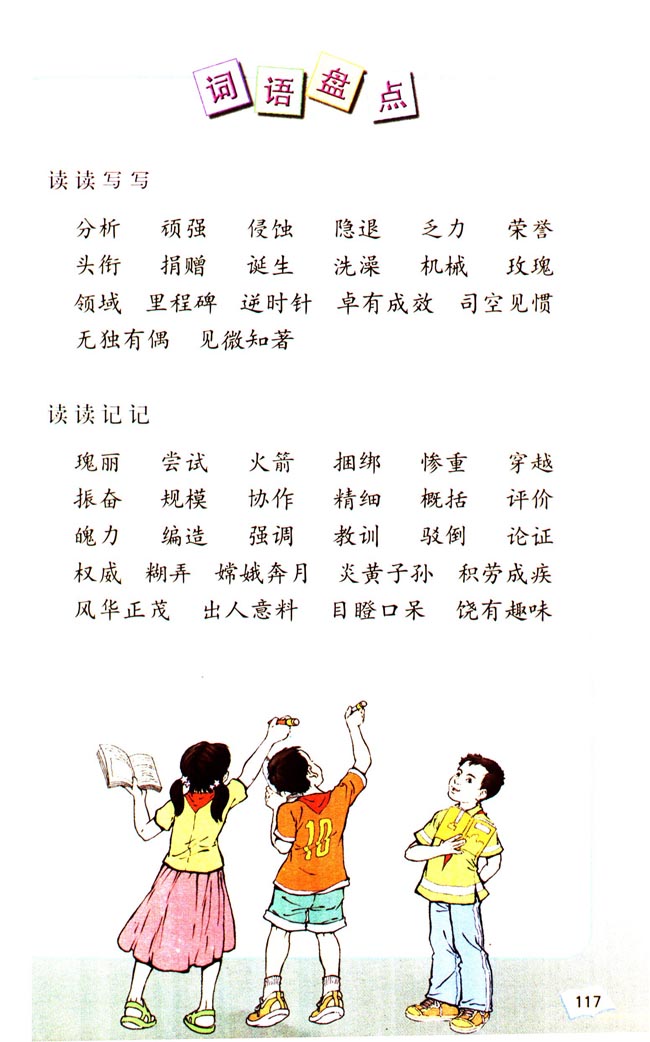 词语盘点
读读写写
分析 顽强 侵蚀 隐退 乏力 荣誉
头衔 捐赠 诞生 洗澡 机械 玫瑰
领域 里程碑 逆时针 卓有成效 司空见惯
无独有偶 见微知著
读读记记
瑰丽 尝试 火箭 捆绑 惨重 穿越
振奋 规模 协作 精细 概括 评价
魄力 编造 强调 教训 驳倒 论证
权威 糊弄 嫦娥奔月 炎黄子孙 积劳成疾
风华正茂 出人意料 目瞪口呆 饶有趣味
10
117